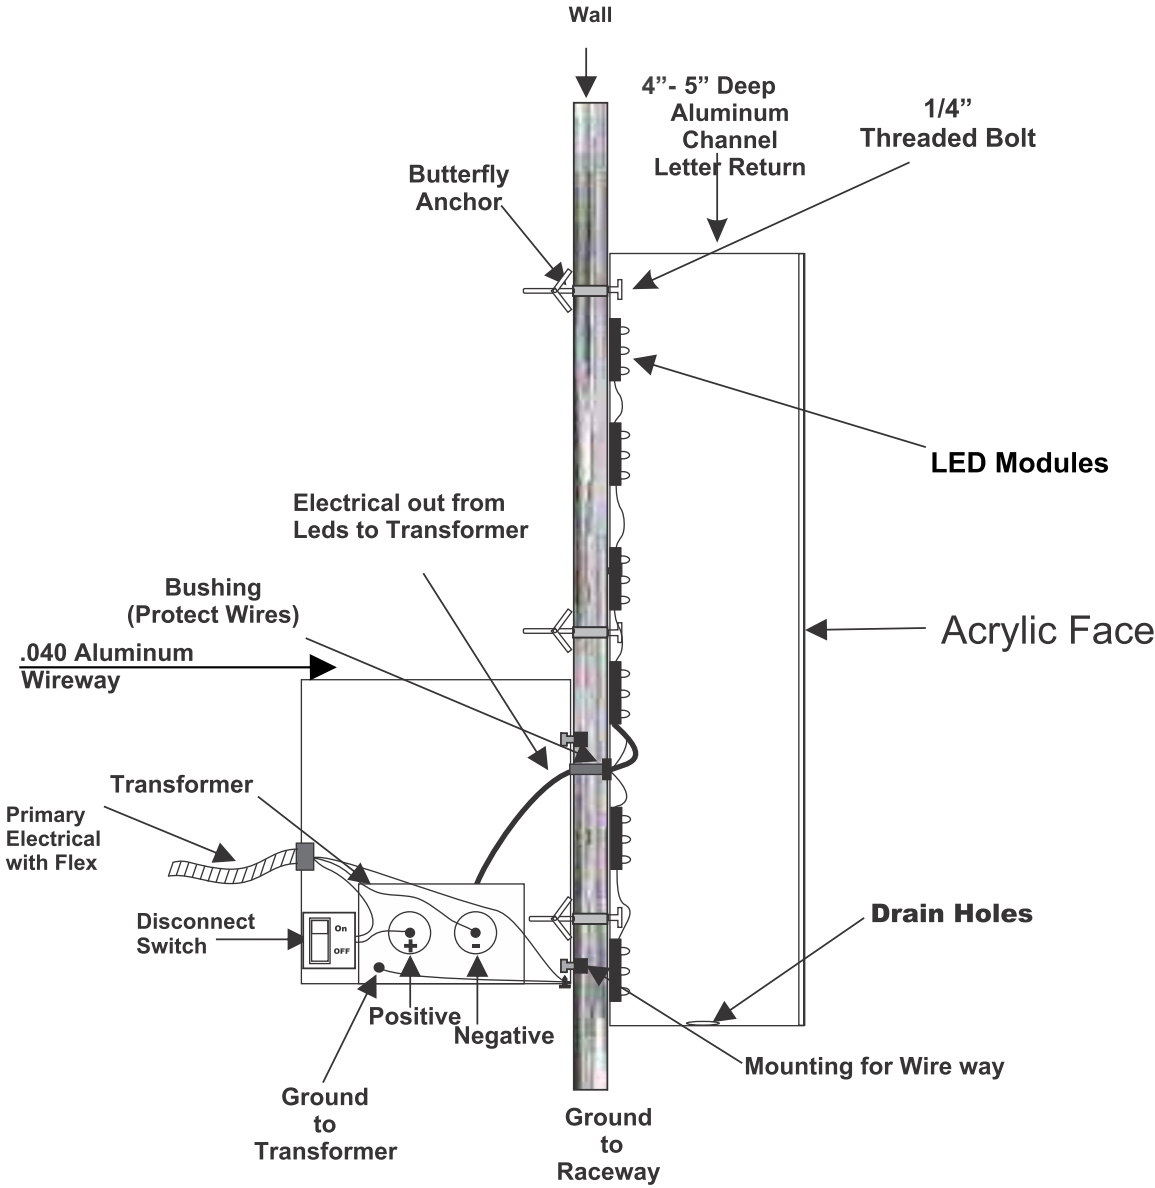 Wall
4”- 5” Deep
Aluminum
Channel
Letter Return
1/4”
Threaded Bolt
Butterfly
Anchor
LED Modules
Electrical out from
Leds to Transformer
Bushing
(Protect Wires)
Acrylic Face
.040 Aluminum
Wireway
Transformer
Primary
Electrical
with Flex
Disconnect
Switch
On
OFF
+
-
Drain Holes
Positive
Negative
Mounting for Wire way
Ground
to
Transformer
Ground
to
Raceway